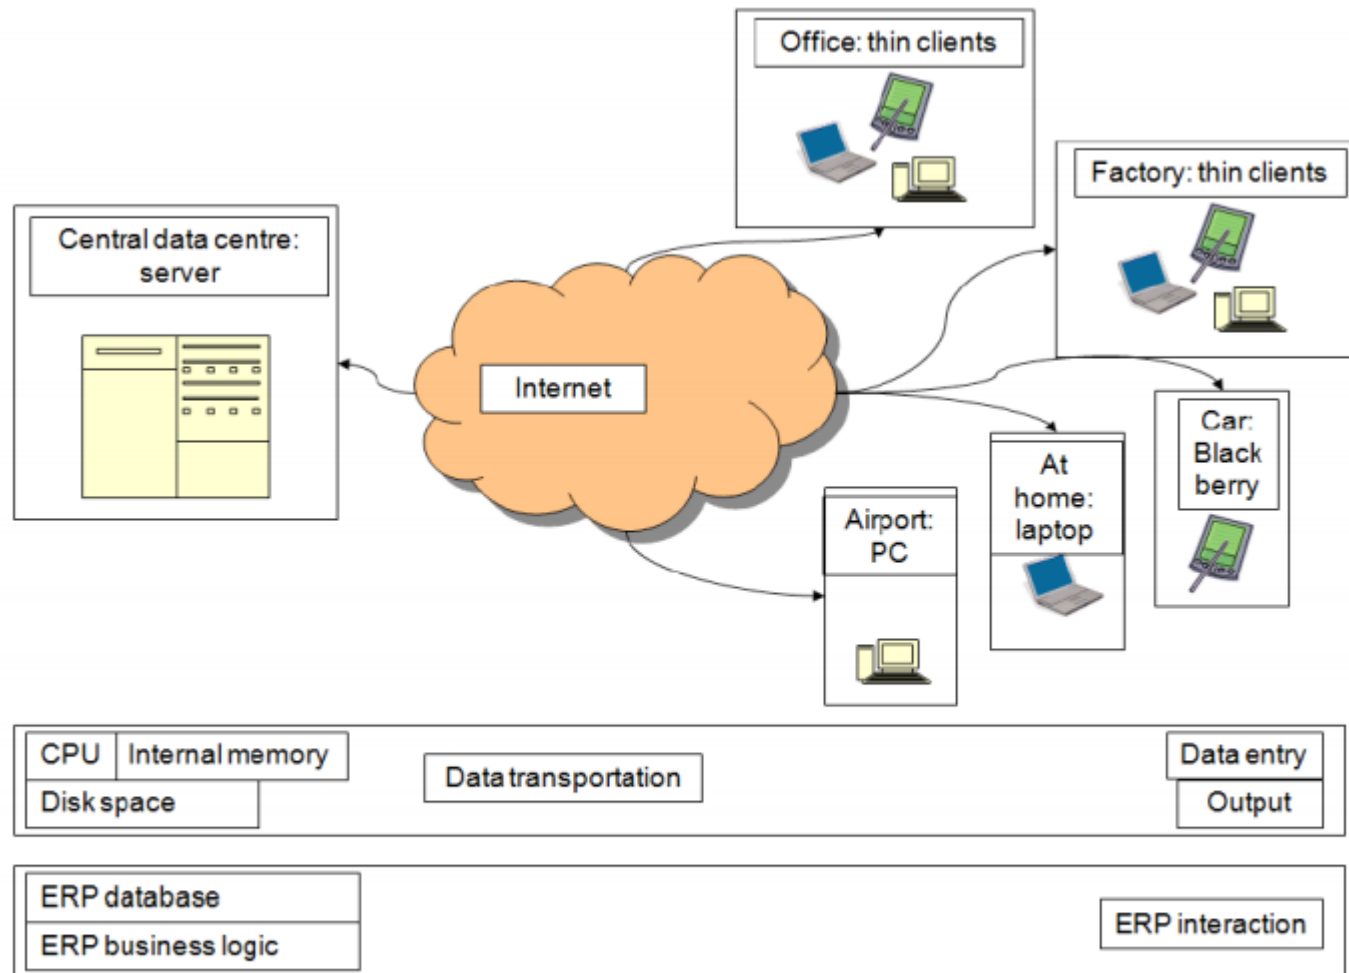 Office: thin clients
Factory: thin clients
Central data centre:
server
Internet
Car:
Black
berry
At
home:
laptop
Airport:
PC
CPU
Internal memory
Disk space
Data transportation
Data entry
Output
ERP database
ERP business logic
ERP interaction